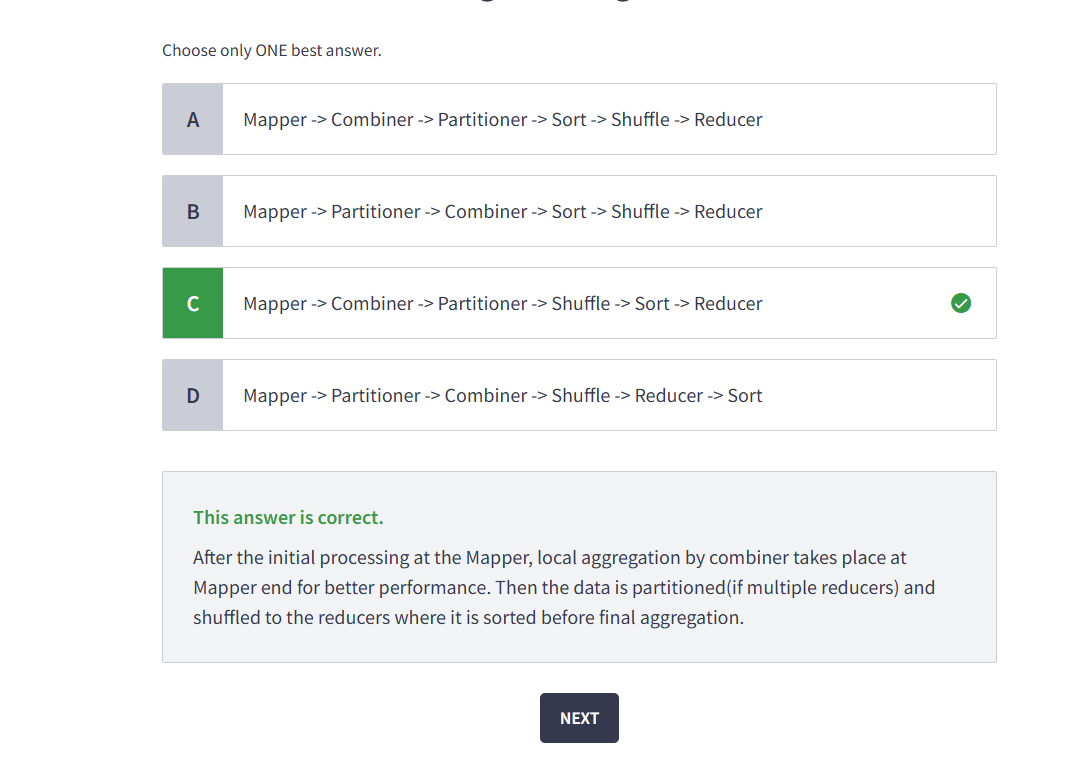 Choose only ONE best answer.
A
Mapper -> Combiner -> Partitioner -> Sort -> Shuffle -> Reducer
B
Mapper -> Partitioner -> Combiner -> Sort -> Shuffle -> Reducer
C
Mapper -> Combiner -> Partitioner -> Shuffle -> Sort -> Reducer
D
Mapper -> Partitioner -> Combiner -> Shuffle -> Reducer -> Sort
This answer is correct.
After the initial processing at the Mapper, local aggregation by combiner takes place at
Mapper end for better performance. Then the data is partitioned(if multiple reducers) and
shuffled to the reducers where it is sorted before final aggregation.
NEXT